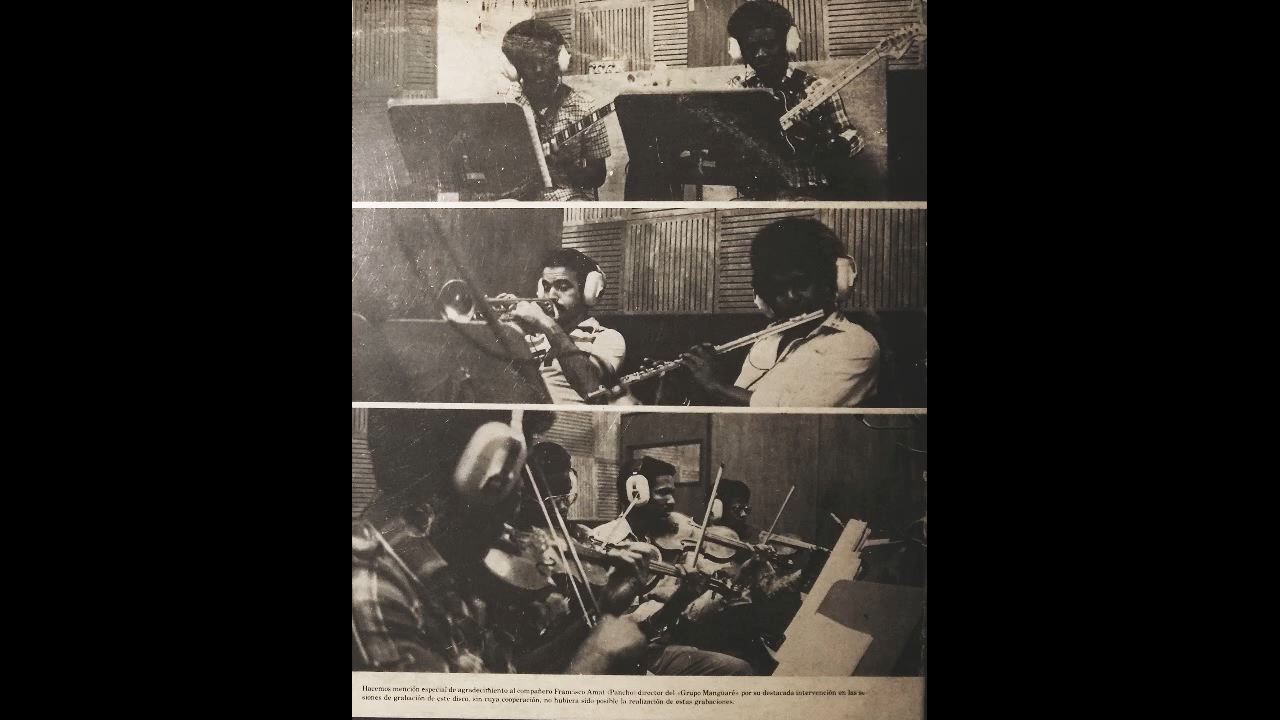 Hacemos mención especial de agradecimiento al compañero Francisco Amat (Pancho) director del «Grupo Manguaré» por su destacada intervención en las se-
siones de grabación de este disco, sin cuya cooperación, no hubiera sido posible la realización de estas grabaciones.